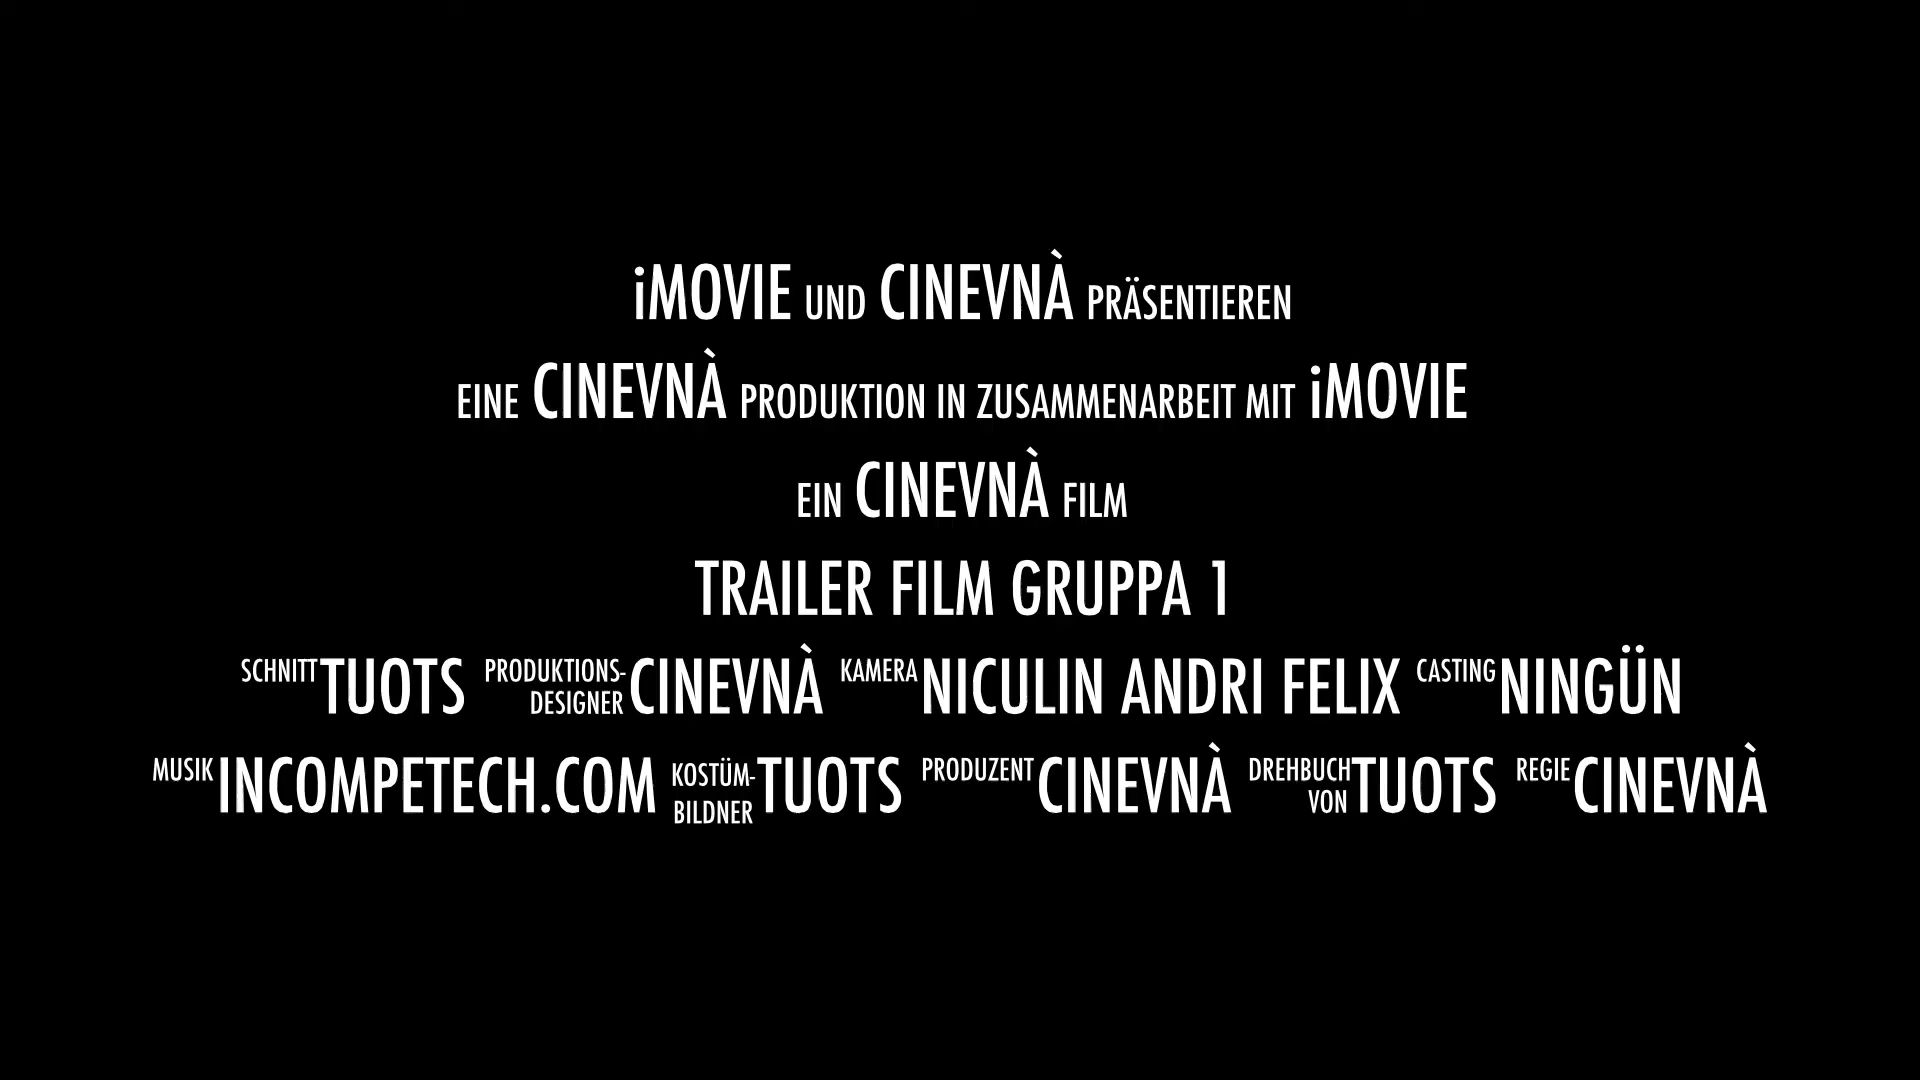 iMOVIE UND CINEVNÀ PRÄSENTIEREN
EINE CINEVNÀ PRODUKTION IN ZUSAMMENARBEIT MIT iMOVIE
EIN CINEVNÀ FILM
TRAILER FILM GRUPPA 1
SCHNITT TUOTS PRODUKTIONS-DESIGNER CINEVNÀ KAMERA NICULIN ANDRI FELIX CASTING NINGÜN
MUSIK INCOMPETECH.COM KOSTÜM-BILDNER TUOTS PRODUZENT CINEVNÀ DREHBUCH VON TUOTS REGIE CINEVNÀ